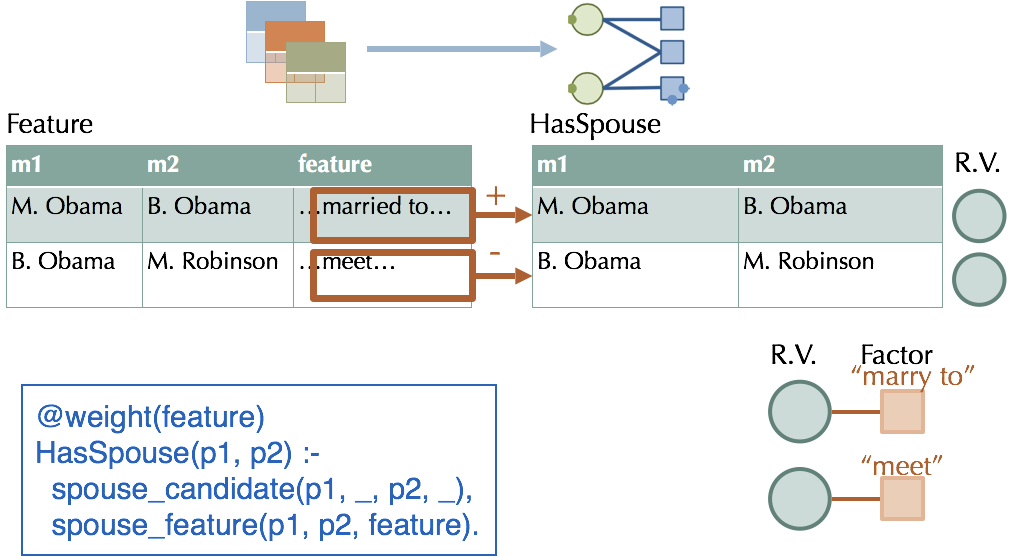 Feature
m1 m2 feature
M. Obama B. Obama ...married to...
B. Obama M. Robinson ...meet...
+
-
HasSpouse
m1 m2
M. Obama B. Obama
B. Obama M. Robinson
R.V.
R.V. Factor
“marry to”
“meet”
@weight(feature)
HasSpouse(p1, p2) :-
spouse_candidate(p1, _, p2, _),
spouse_feature(p1, p2, feature).